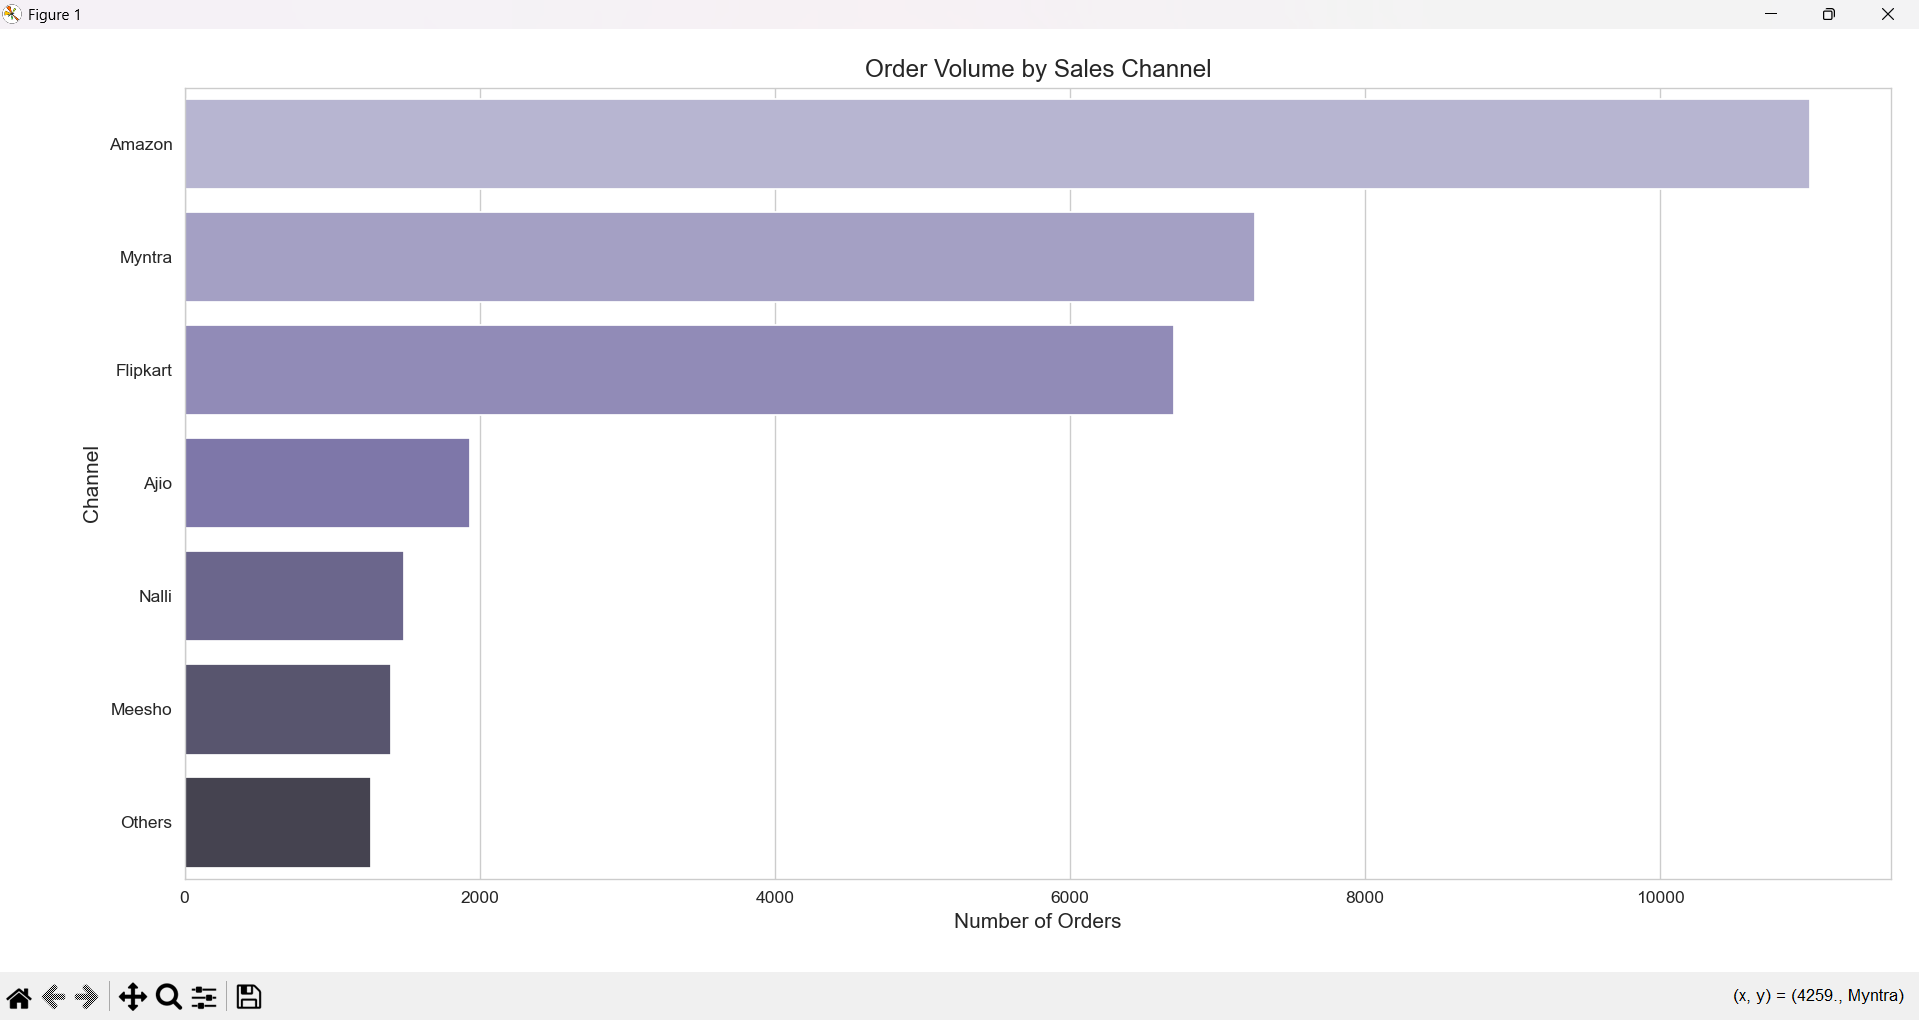 Figure 1
Order Volume by Sales Channel
Amazon
Myntra
Flipkart
Ajio
Nalli
Meesho
Others
Channel
0 2000 4000 6000 8000 10000
Number of Orders
(x, y) = (4259., Myntra)